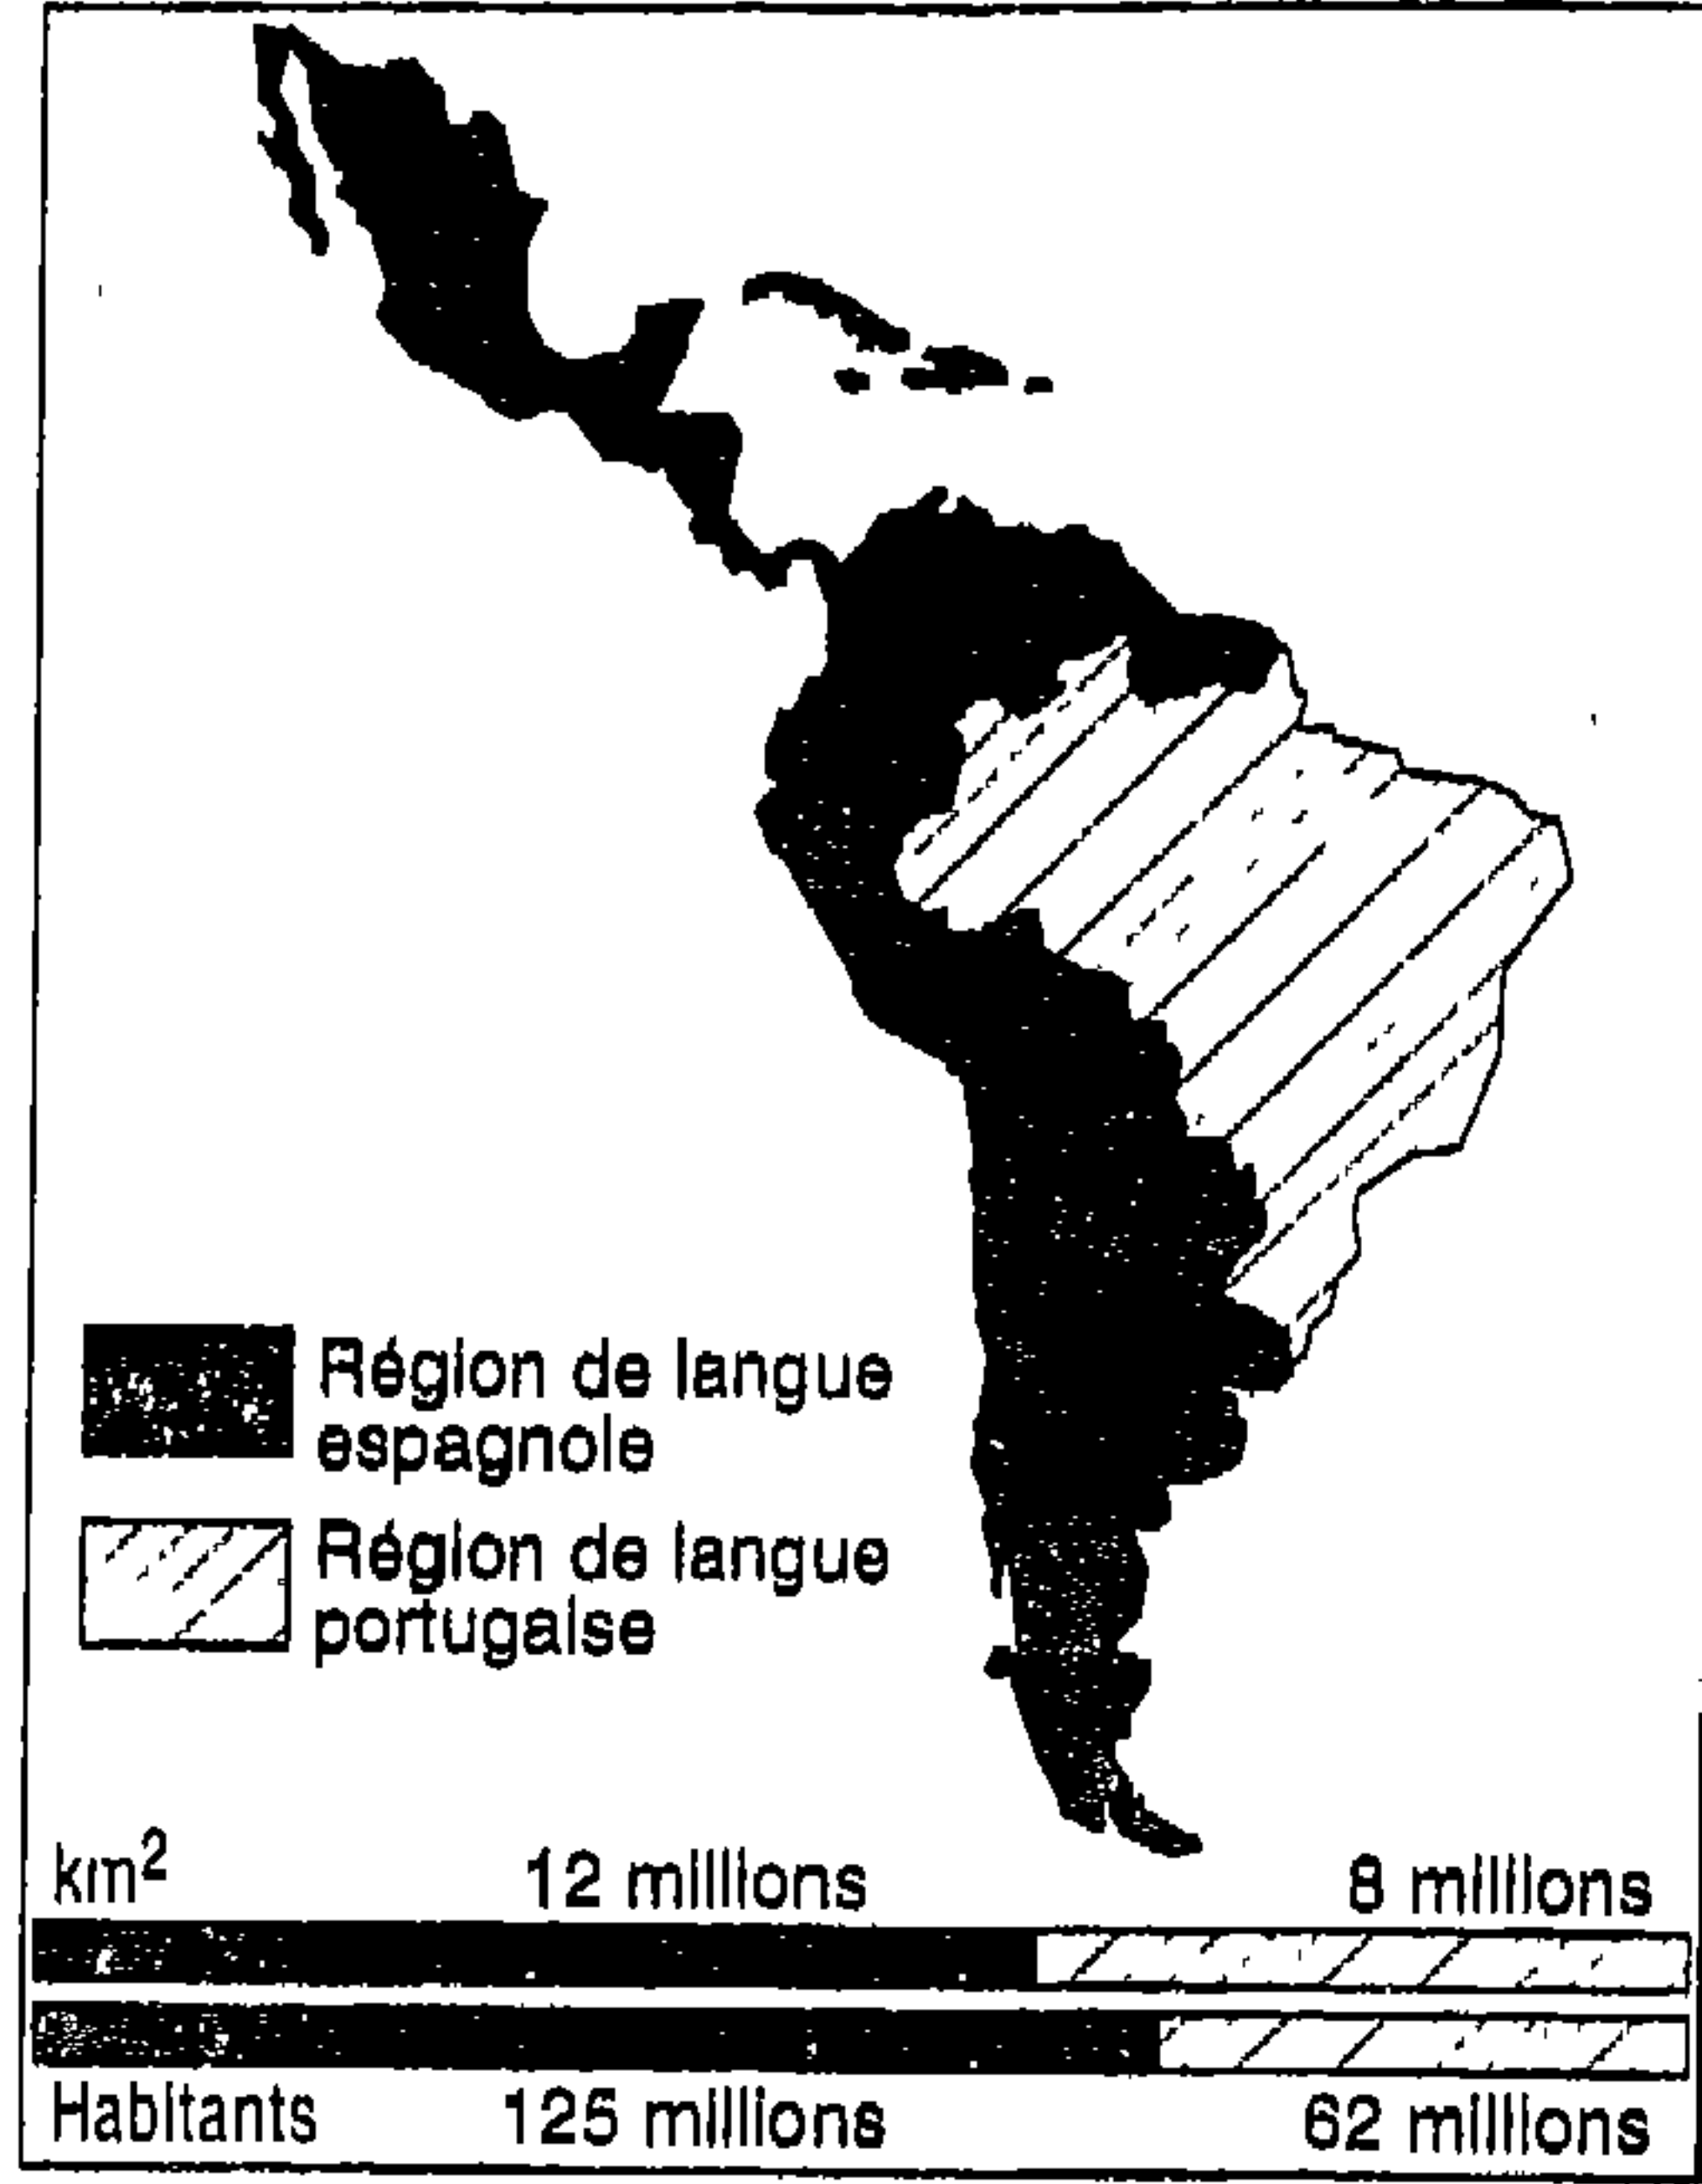 Région de langue
espagnole
Région de langue
portugaise
km²
12 millions
8 millions
Habitants
125 millions
62 millions